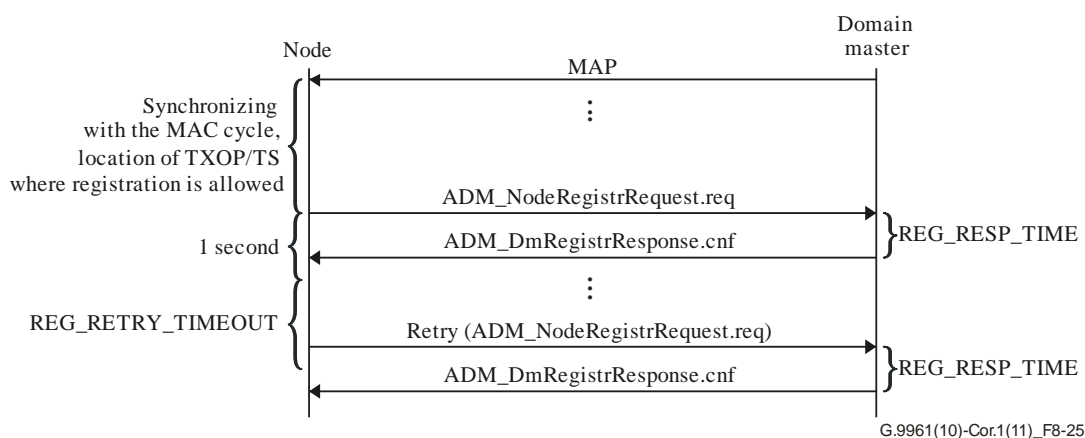 Domain
master
Node
MAP
Synchronizing
with the MAC cycle,
location of TXOP/TS
where registration is allowed
ADM_NodeRegistrRequest.req
REG_RESP_TIME
1 second
ADM_DmRegistrResponse.cnf
REG_RETRY_TIMEOUT
Retry (ADM_NodeRegistrRequest.req)
REG_RESP_TIME
ADM_DmRegistrResponse.cnf
G.9961(10)-Cor.1(11)_F8-25